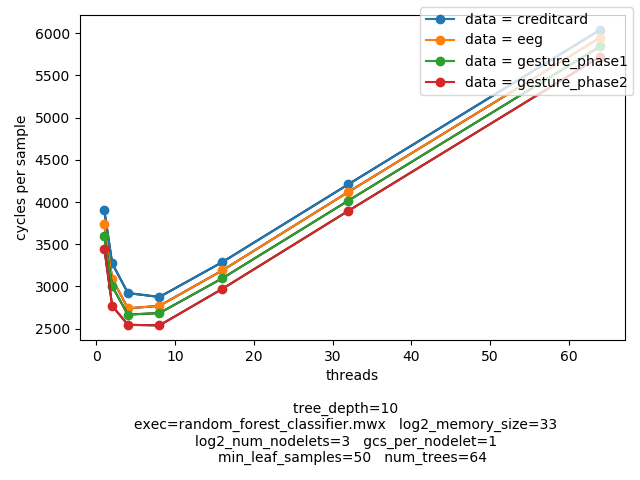 data = creditcard
data = eeg
data = gesture_phase1
data = gesture_phase2
6000
5500
5000
4500
4000
3500
3000
2500
cycles per sample
0 10 20 30 40 50 60
threads
tree_depth=10
exec=random_forest_classifier.mwx log2_memory_size=33
log2_num_nodelets=3 gcs_per_nodelet=1
min_leaf_samples=50 num_trees=64